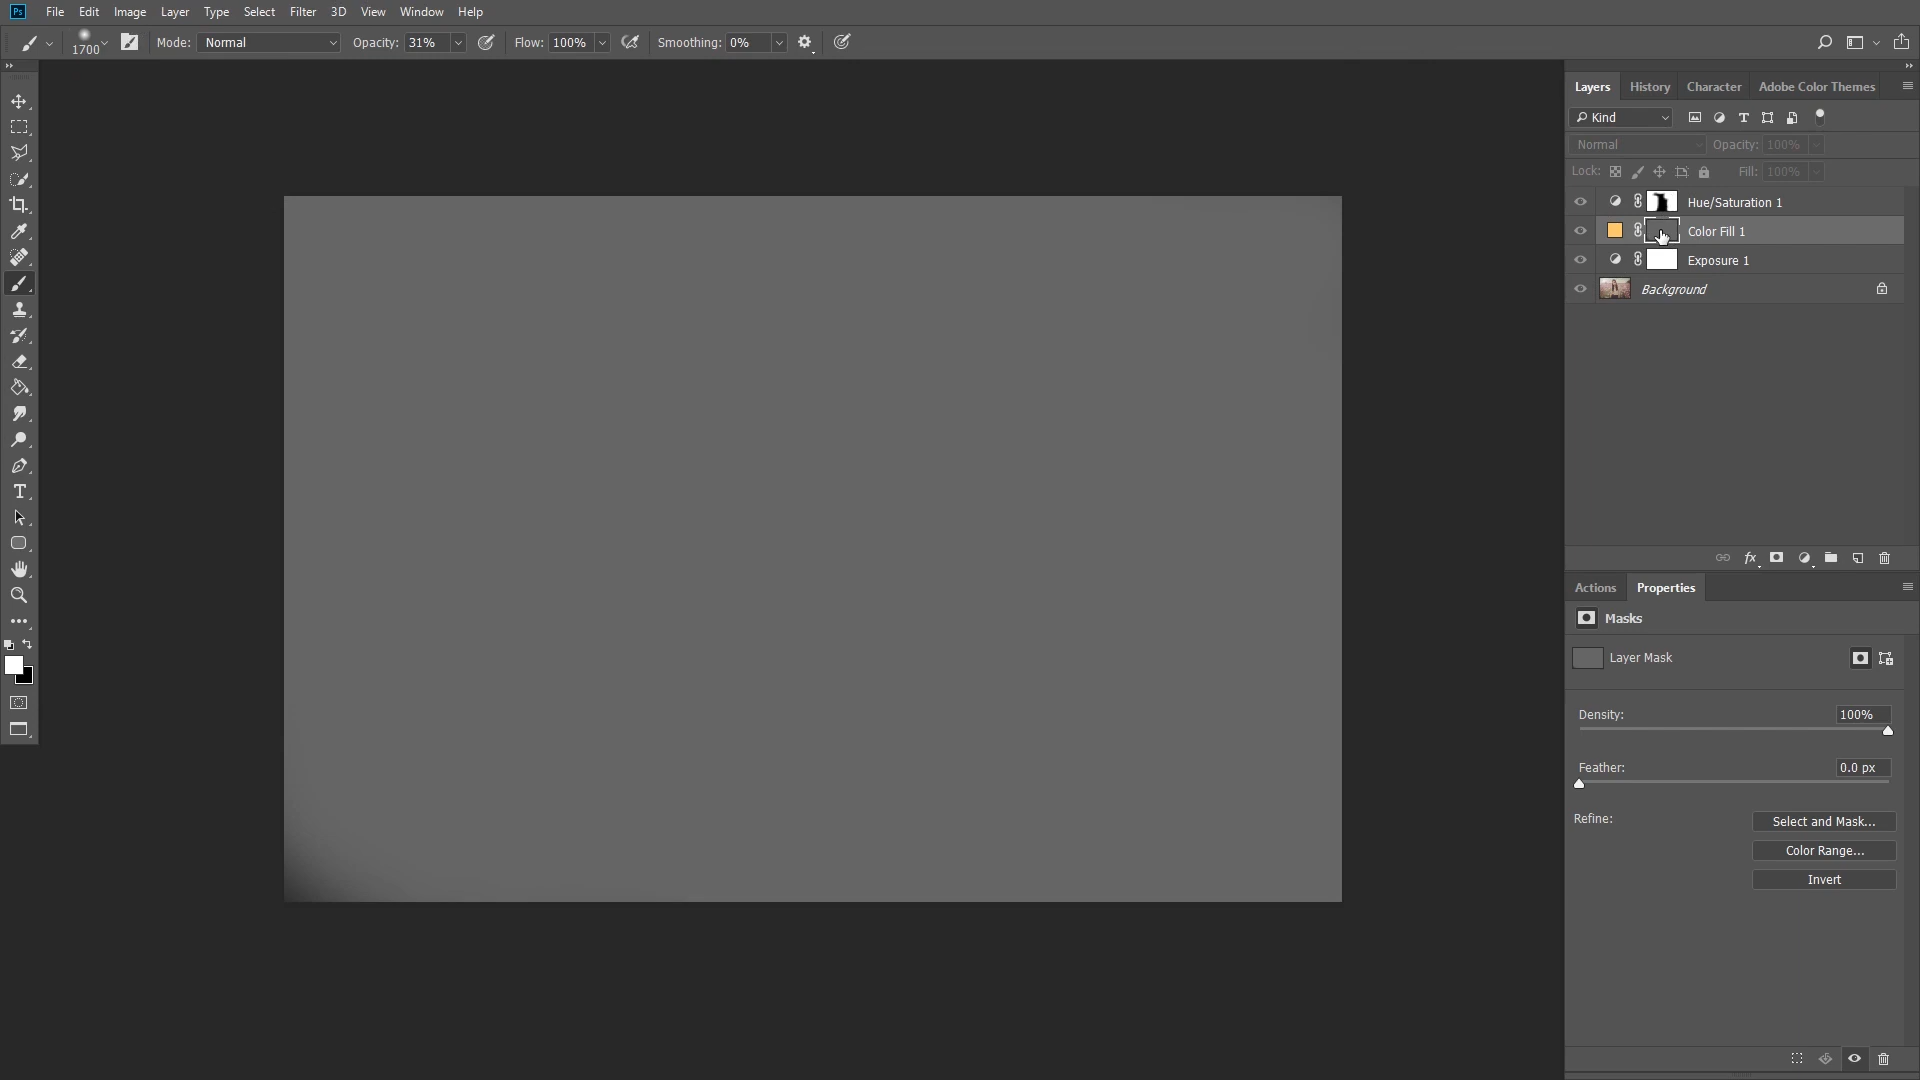 Ps File Edit Image Layer Type Select Filter 3D View Window Help
1700 Mode: Normal Opacity: 31% Flow: 100% Smoothing: 0%
Layers History Character Adobe Color Themes
Kind
Normal Opacity: 100%
Lock: Fill: 100%
Hue/Saturation 1
Color Fill 1
Exposure 1
Background
Actions Properties
Masks
Layer Mask
Density: 100%
Feather: 0.0 px
Refine: Select and Mask...
Color Range...
Invert